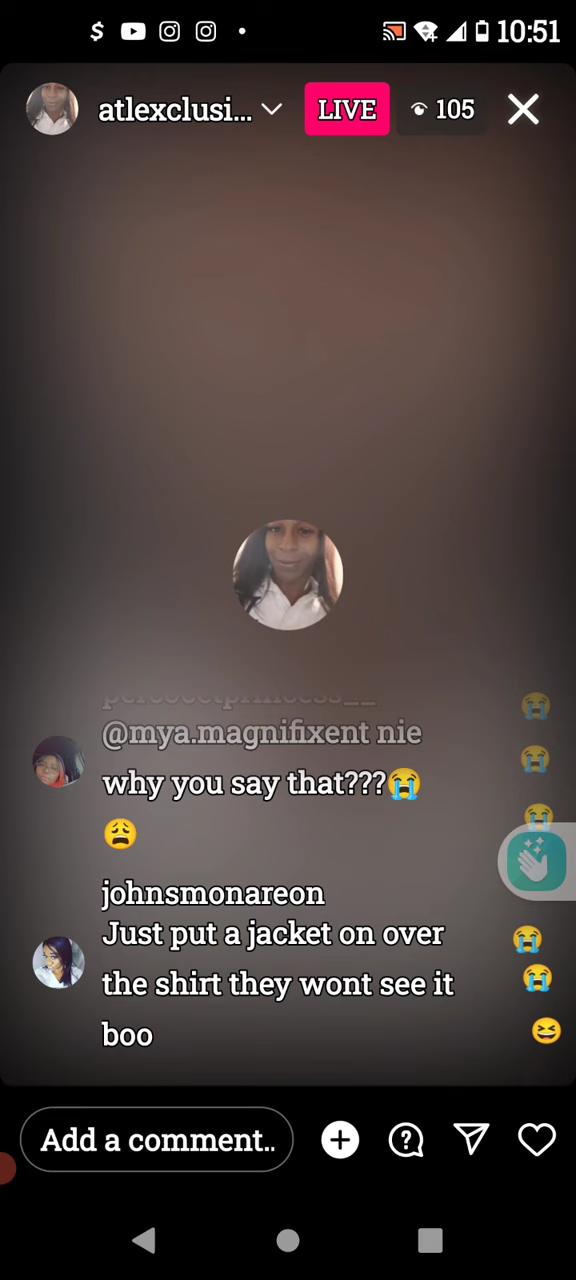 $ 10:51
atlexclusi... LIVE 105
@mya.magnifixent nie
why you say that???😭
😩
johnsmonareon
Just put a jacket on over
the shirt they wont see it
boo
Add a comment..